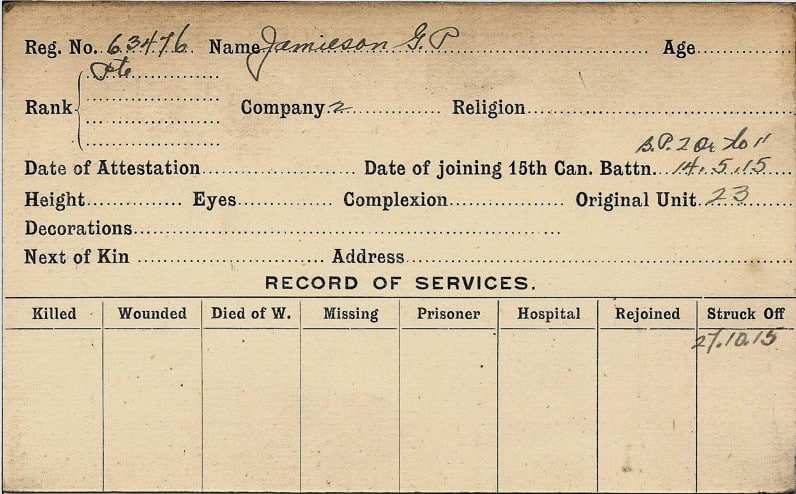 Reg. No. 63476 Name Jamieson G.P Age
Pte
Rank Company 2 Religion
Date of Attestation Date of joining 15th Can. Battn. 14.5.15
Height Eyes Complexion Original Unit 23
Decorations
Next of Kin Address
RECORD OF SERVICES.
Killed Wounded Died of W. Missing Prisoner Hospital Rejoined Struck Off
27.10.15